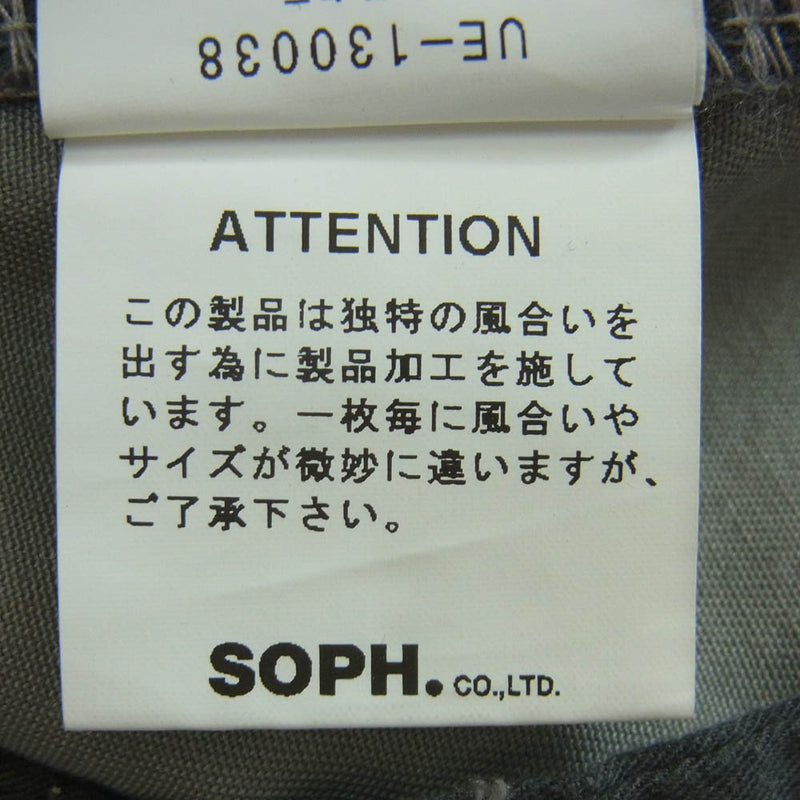 UE-130038
ATTENTION
この製品は独特の風合いを
出す為に製品加工を施して
います。一枚毎に風合いや
サイズが微妙に違いますが、
ご了承下さい。
SOPH. CO.,LTD.